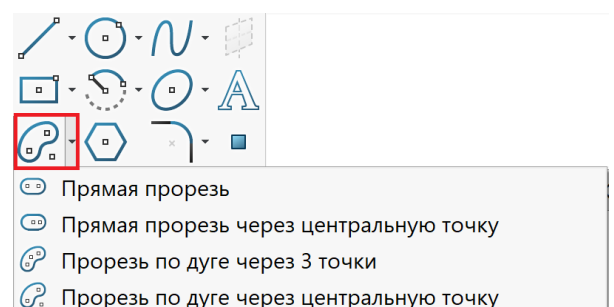 A
Прямая прорезь
Прямая прорезь через центральную точку
Прорезь по дуге через 3 точки
Прорезь по дуге через центральную точку